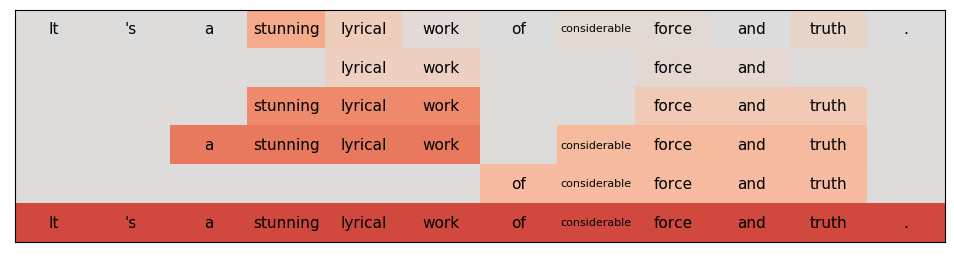 It 's a stunning lyrical work of considerable force and truth .
lyrical work force and
stunning lyrical work force and truth
a stunning lyrical work considerable force and truth
of considerable force and truth
It 's a stunning lyrical work of considerable force and truth .